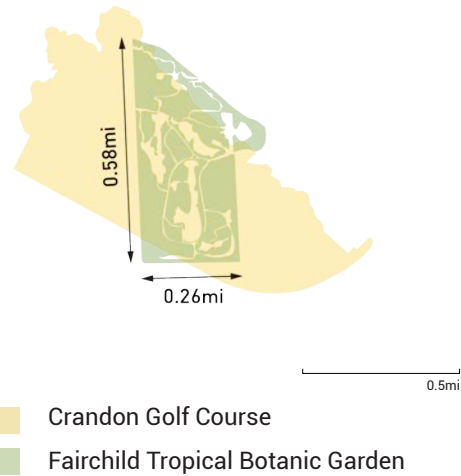 0.58mi
0.26mi
0.5mi
Crandon Golf Course
Fairchild Tropical Botanic Garden